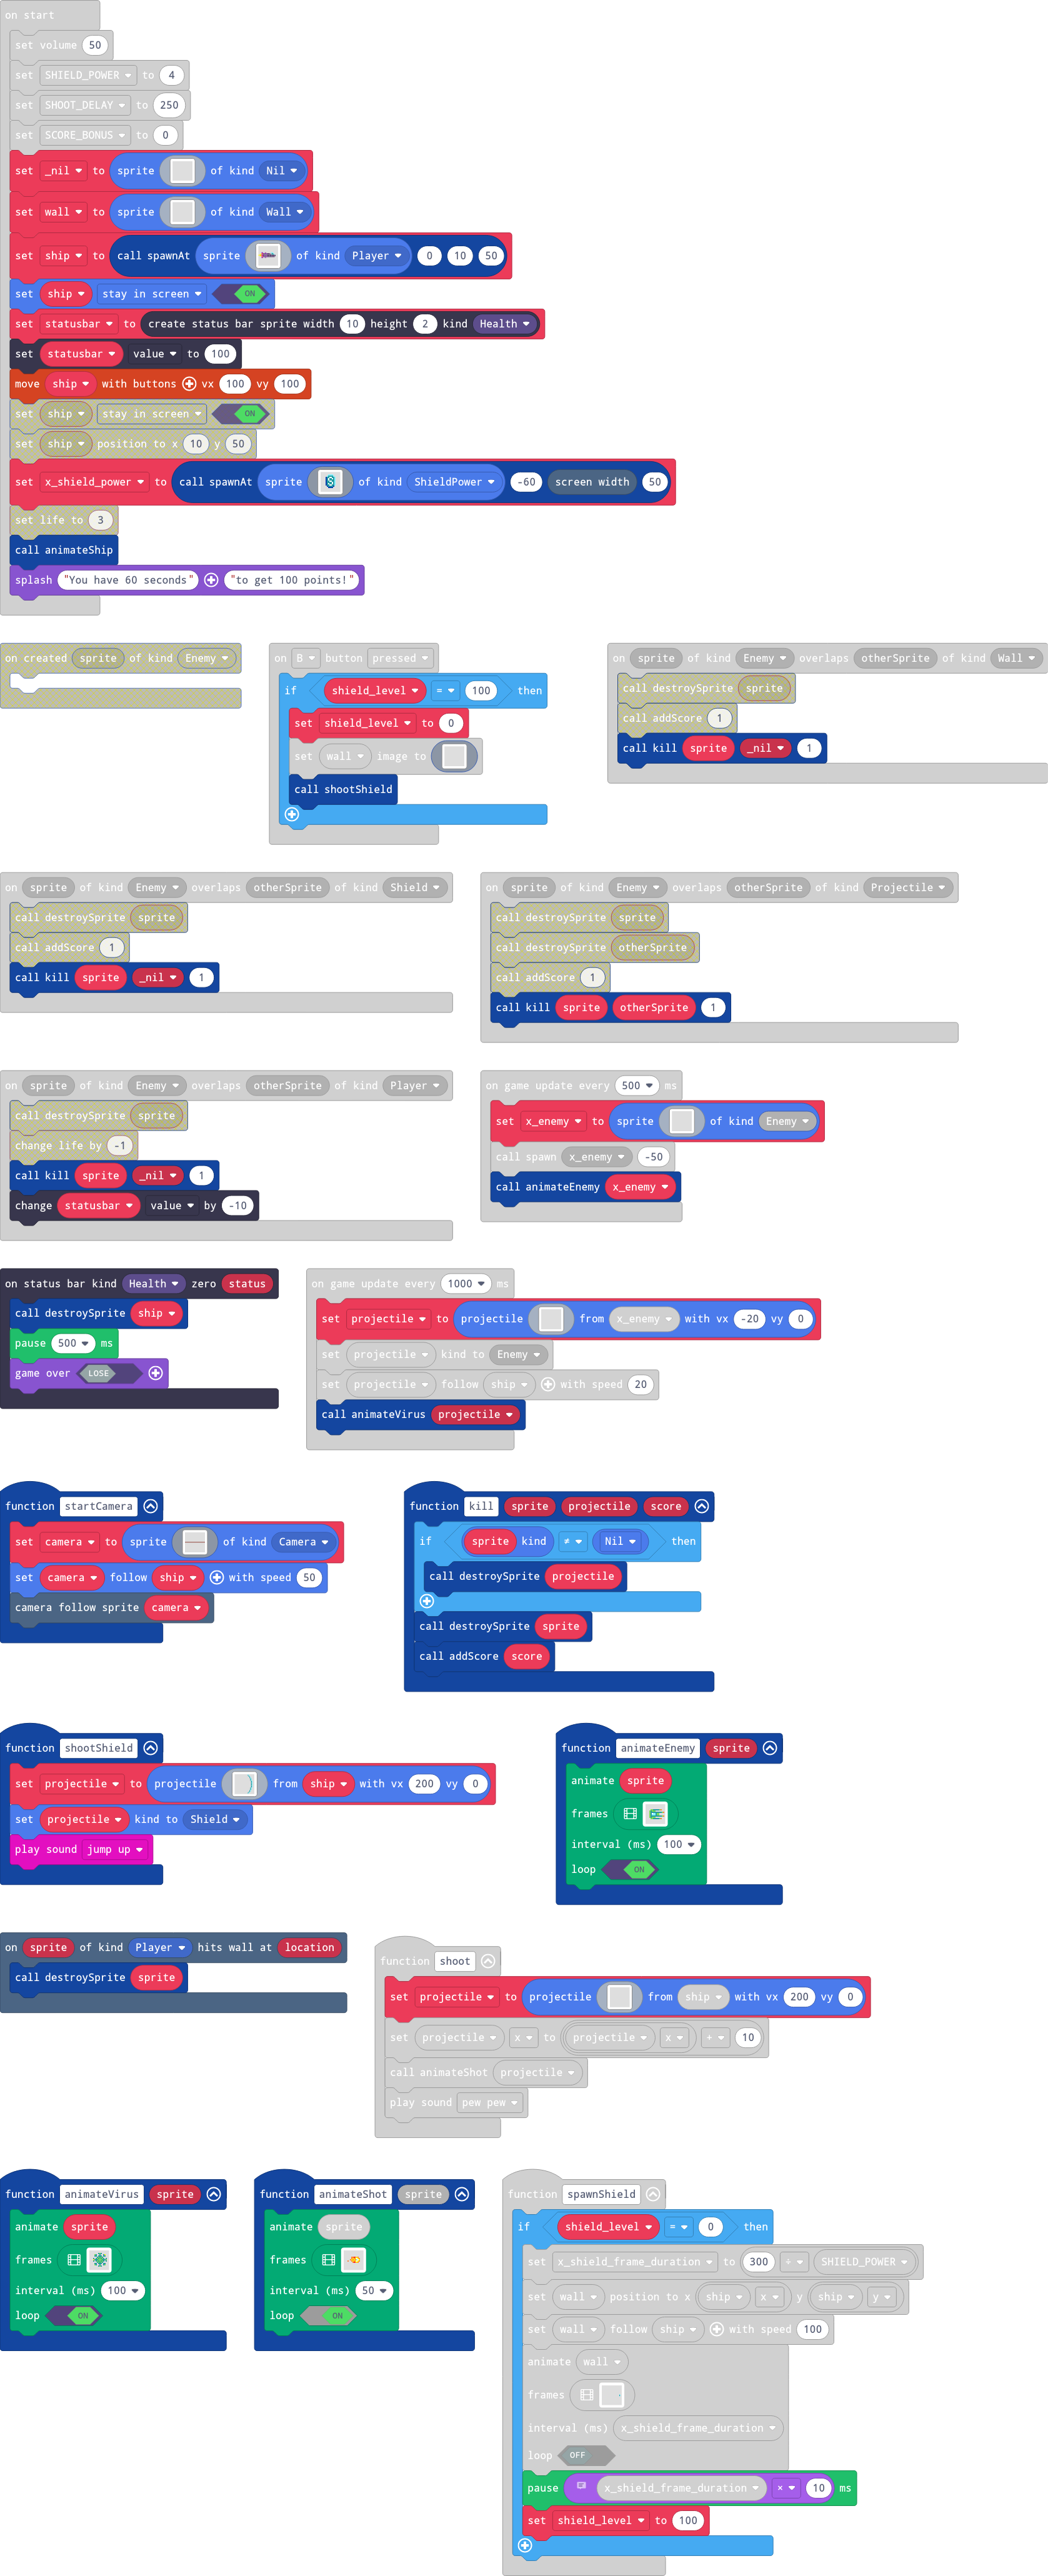 on start
set volume 50
set SHIELD_POWER to 4
set SHOOT_DELAY to 250
set SCORE_BONUS to 0
set _nil to sprite of kind Nil
set wall to sprite of kind Wall
set ship to call spawnAt sprite of kind Player 0 10 50
set ship stay in screen ON
set statusbar to create status bar sprite width 10 height 2 kind Health
set statusbar value to 100
move ship with buttons vx 100 vy 100
set ship stay in screen ON
set ship position to x 10 y 50
set x_shield_power to call spawnAt sprite of kind ShieldPower -60 screen width 50
set life to 3
call animateShip
splash "You have 60 seconds" "to get 100 points!"
on created sprite of kind Enemy
on B button pressed
if shield_level = 100 then
set shield_level to 0
set wall image to
call shootShield
on sprite of kind Enemy overlaps otherSprite of kind Wall
call destroySprite sprite
call addScore 1
call kill sprite _nil 1
on sprite of kind Enemy overlaps otherSprite of kind Shield
call destroySprite sprite
call addScore 1
call kill sprite _nil 1
on sprite of kind Enemy overlaps otherSprite of kind Projectile
call destroySprite sprite
call destroySprite otherSprite
call addScore 1
call kill sprite otherSprite 1
on sprite of kind Enemy overlaps otherSprite of kind Player
call destroySprite sprite
change life by -1
call kill sprite _nil 1
change statusbar value by -10
on game update every 500 ms
set x_enemy to sprite of kind Enemy
call spawn x_enemy -50
call animateEnemy x_enemy
on status bar kind Health zero status
call destroySprite ship
pause 500 ms
game over LOSE
on game update every 1000 ms
set projectile to projectile from x_enemy with vx -20 vy 0
set projectile kind to Enemy
set projectile follow ship with speed 20
call animateVirus projectile
function startCamera
set camera to sprite of kind Camera
set camera follow ship with speed 50
camera follow sprite camera
function kill sprite projectile score
if sprite kind ≠ Nil then
call destroySprite projectile
call destroySprite sprite
call addScore score
function shootShield
set projectile to projectile from ship with vx 200 vy 0
set projectile kind to Shield
play sound jump up
function animateEnemy sprite
animate sprite
frames
interval (ms) 100
loop ON
on sprite of kind Player hits wall at location
call destroySprite sprite
function shoot
set projectile to projectile from ship with vx 200 vy 0
set projectile x to projectile x + 10
call animateShot projectile
play sound pew pew
function animateVirus sprite
animate sprite
frames
interval (ms) 100
loop ON
function animateShot sprite
animate sprite
frames
interval (ms) 50
loop ON
function spawnShield
if shield_level = 0 then
set x_shield_frame_duration to 300 ÷ SHIELD_POWER
set wall position to x ship x y ship y
set wall follow ship with speed 100
animate wall
frames
interval (ms) x_shield_frame_duration
loop OFF
pause x_shield_frame_duration × 10 ms
set shield_level to 100